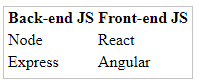 Back-end JS Front-end JS
Node React
Express Angular